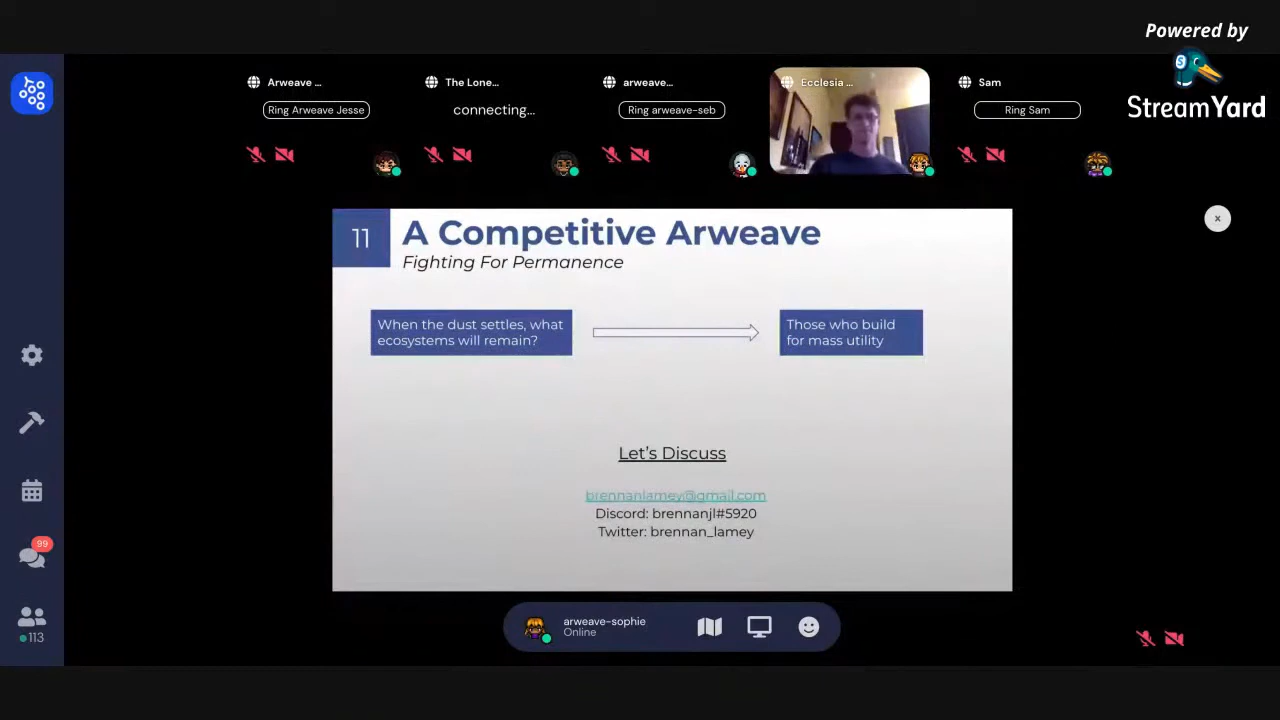 Powered by
StreamYard
Arweave ...
Ring Arweave Jesse
The Lone...
connecting...
arweave...
Ring arweave-seb
Ecclesia ...
Sam
Ring Sam
11
A Competitive Arweave
Fighting For Permanence
When the dust settles, what
ecosystems will remain?
Those who build
for mass utility
Let's Discuss
brennanlamey@gmail.com
Discord: brennanjl#5920
Twitter: brennan_lamey
99
113
arweave-sophie
Online